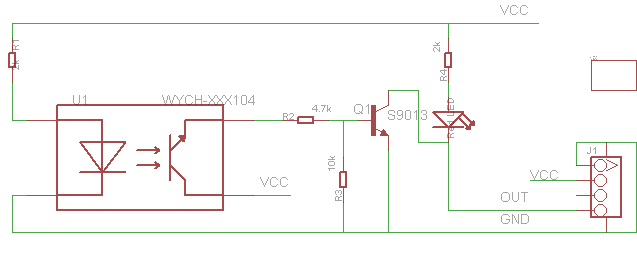 VCC
R1
2k
U1
WYCH-XXX104
R2
4.7k
Q1
S9013
2k
R4
Red LED
10k
R3
VCC
J1
VCC
OUT
GND